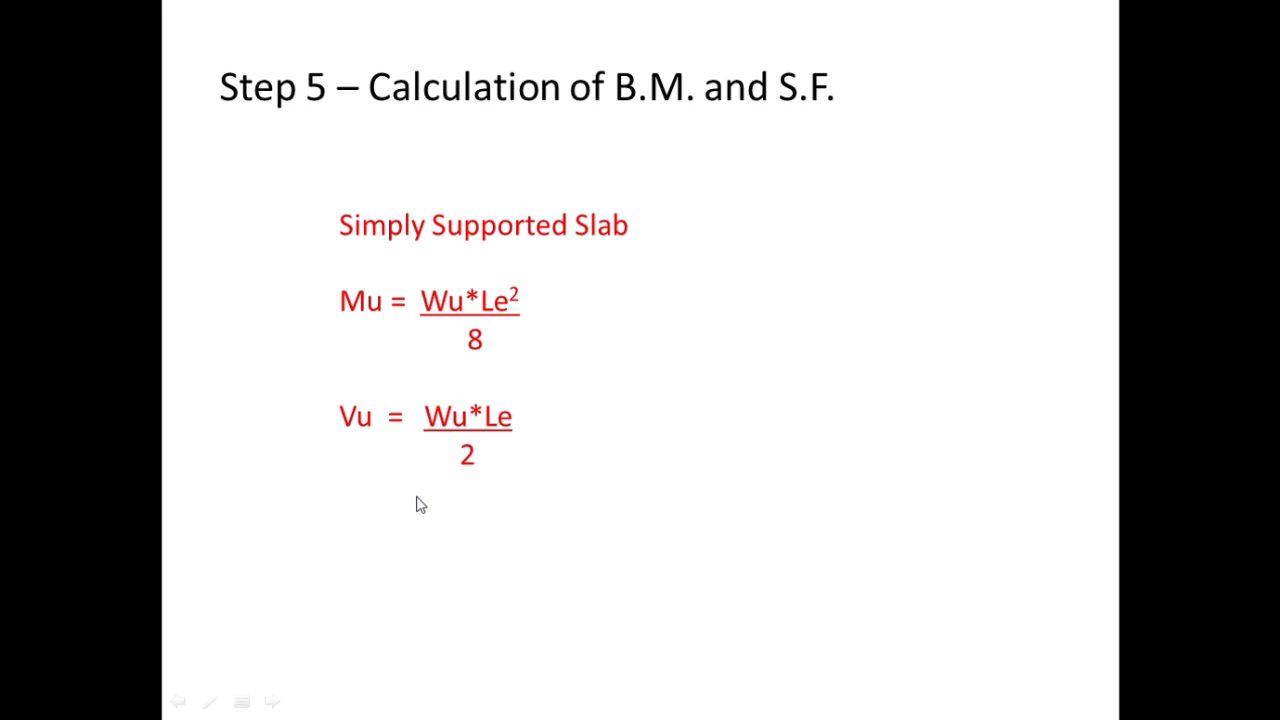 Step 5 – Calculation of B.M. and S.F.
Simply Supported Slab
Mu = Wu*Le²
8
Vu = Wu*Le
2